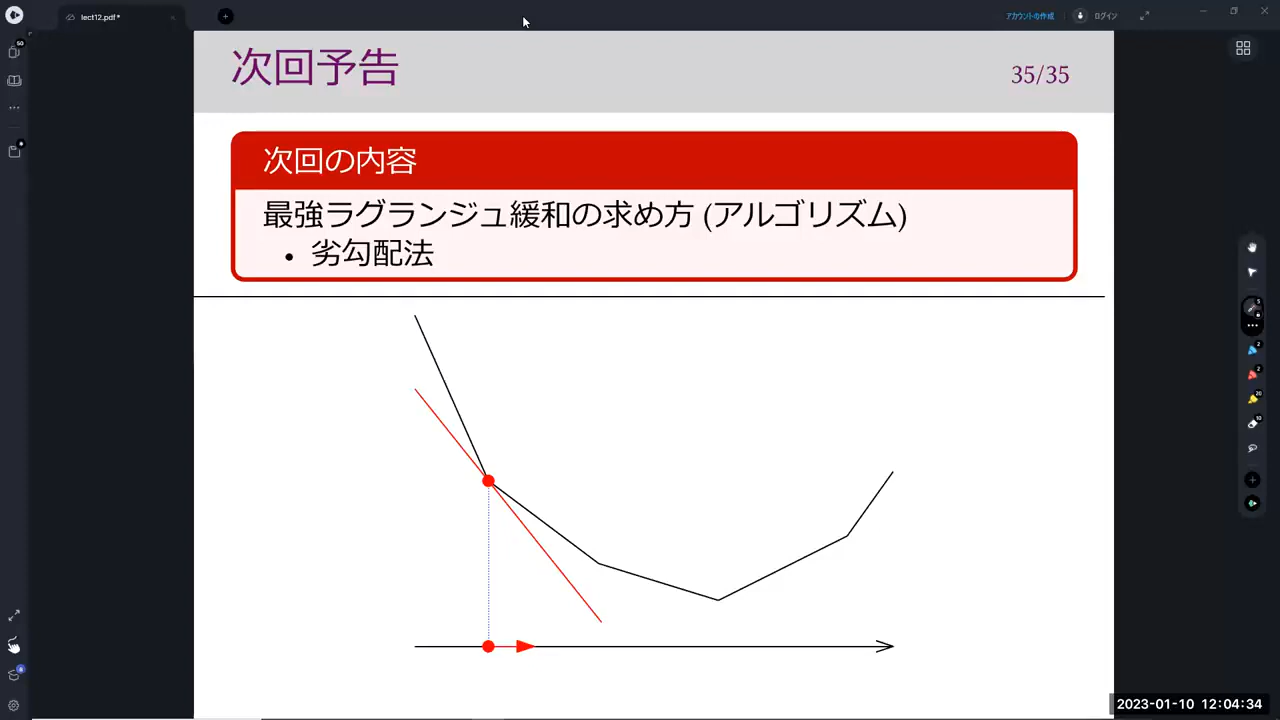 lect12.pdf*
アカウントの作成
ログイン
次回予告
35/35
次回の内容
最強ラグランジュ緩和の求め方 (アルゴリズム)
• 劣勾配法
2023-01-10 12:04:34